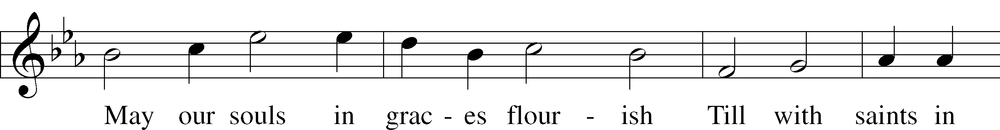 May our souls in grac - es flour - ish Till with saints in